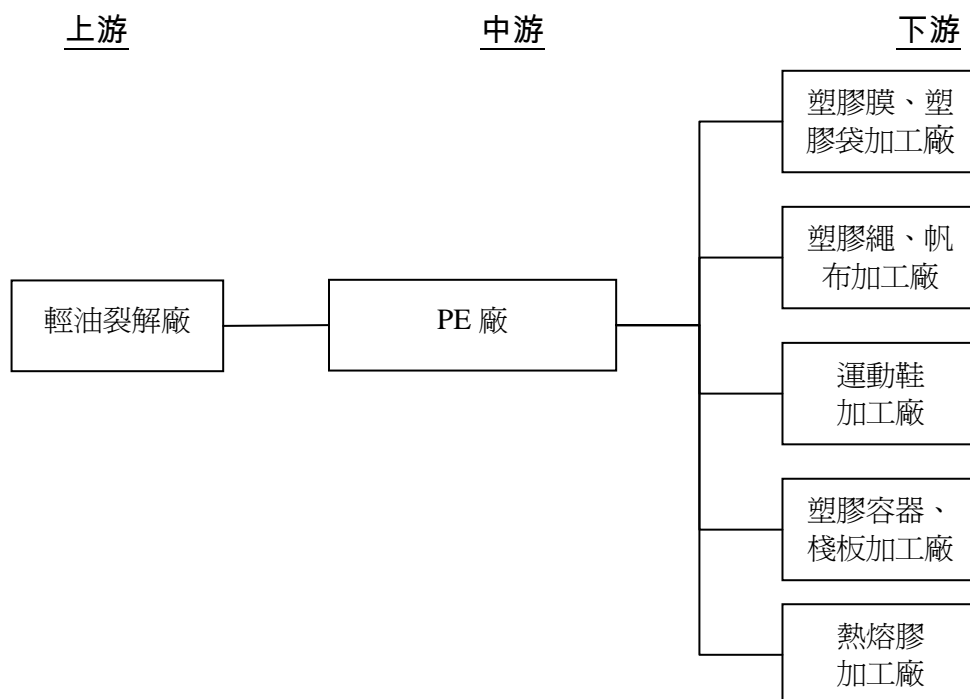 上游
中游
下游
輕油裂解廠
PE 廠
塑膠膜、塑
膠袋加工廠
塑膠繩、帆
布加工廠
運動鞋
加工廠
塑膠容器、
棧板加工廠
熱熔膠
加工廠